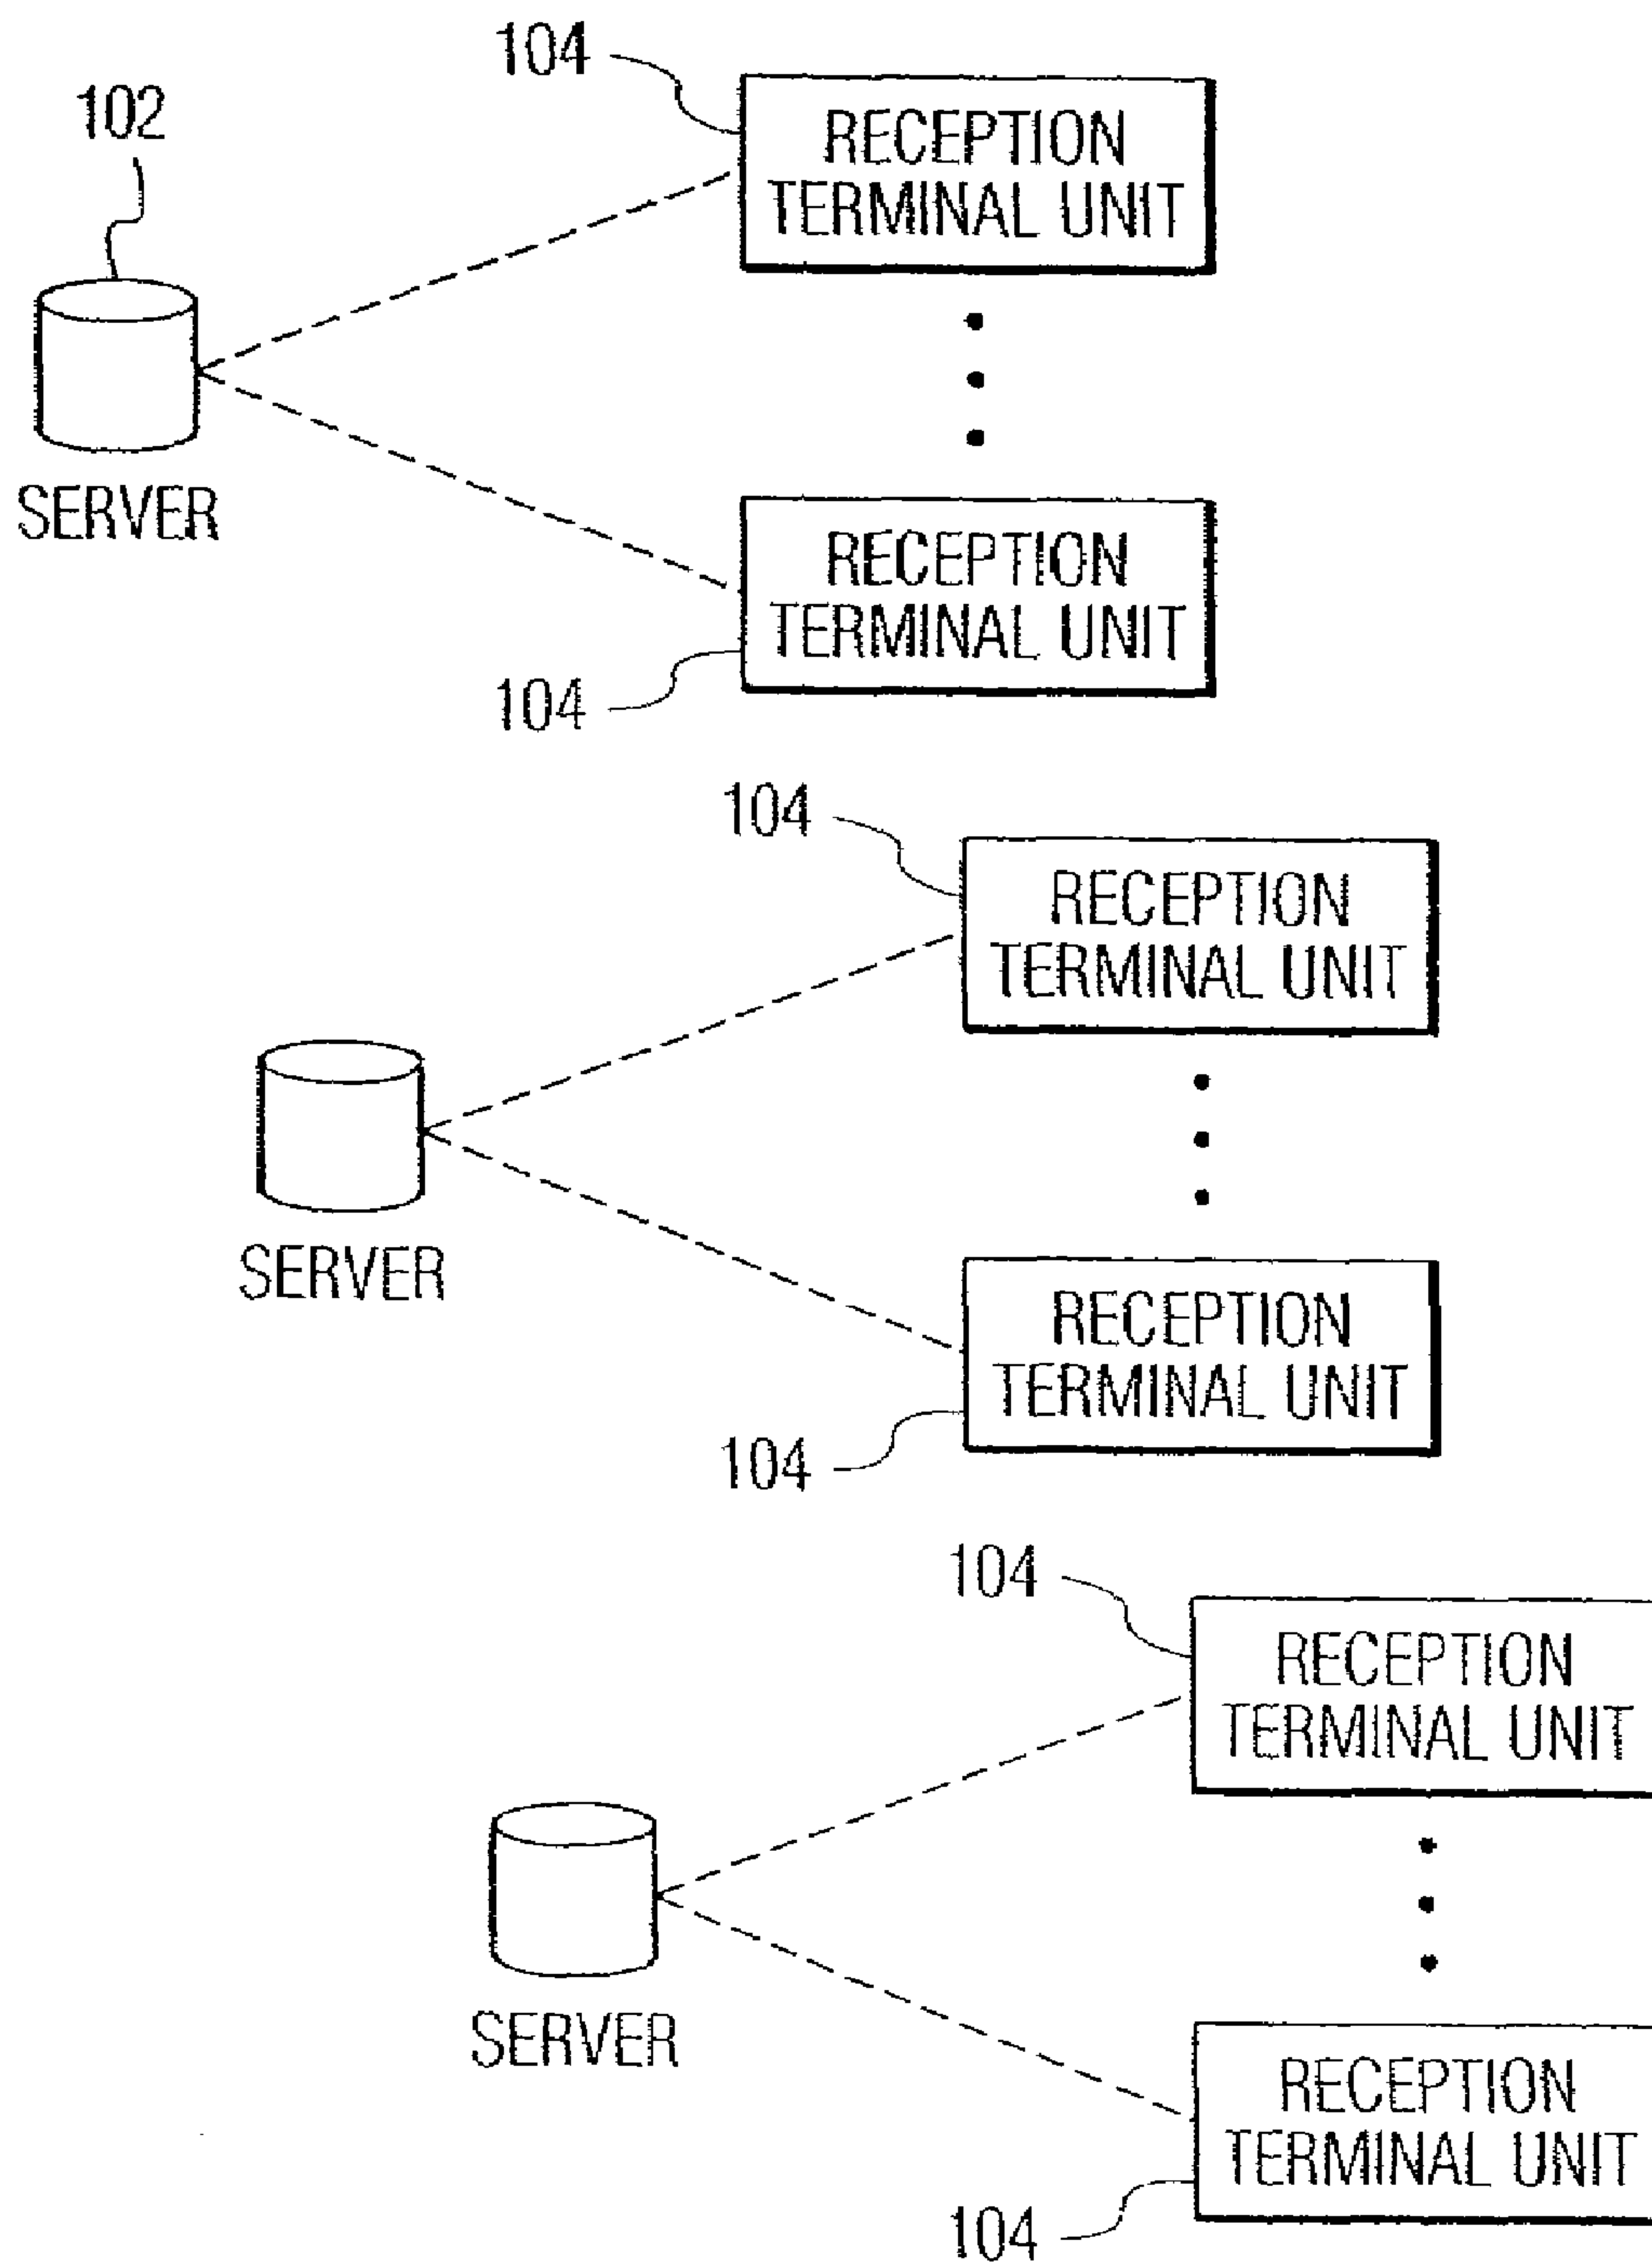 104
102
RECEPTION
TERMINAL UNIT
SERVER
RECEPTION
TERMINAL UNIT
104
104
RECEPTION
TERMINAL UNIT
SERVER
RECEPTION
TERMINAL UNIT
104
104
RECEPTION
TERMINAL UNIT
SERVER
RECEPTION
TERMINAL UNIT
104